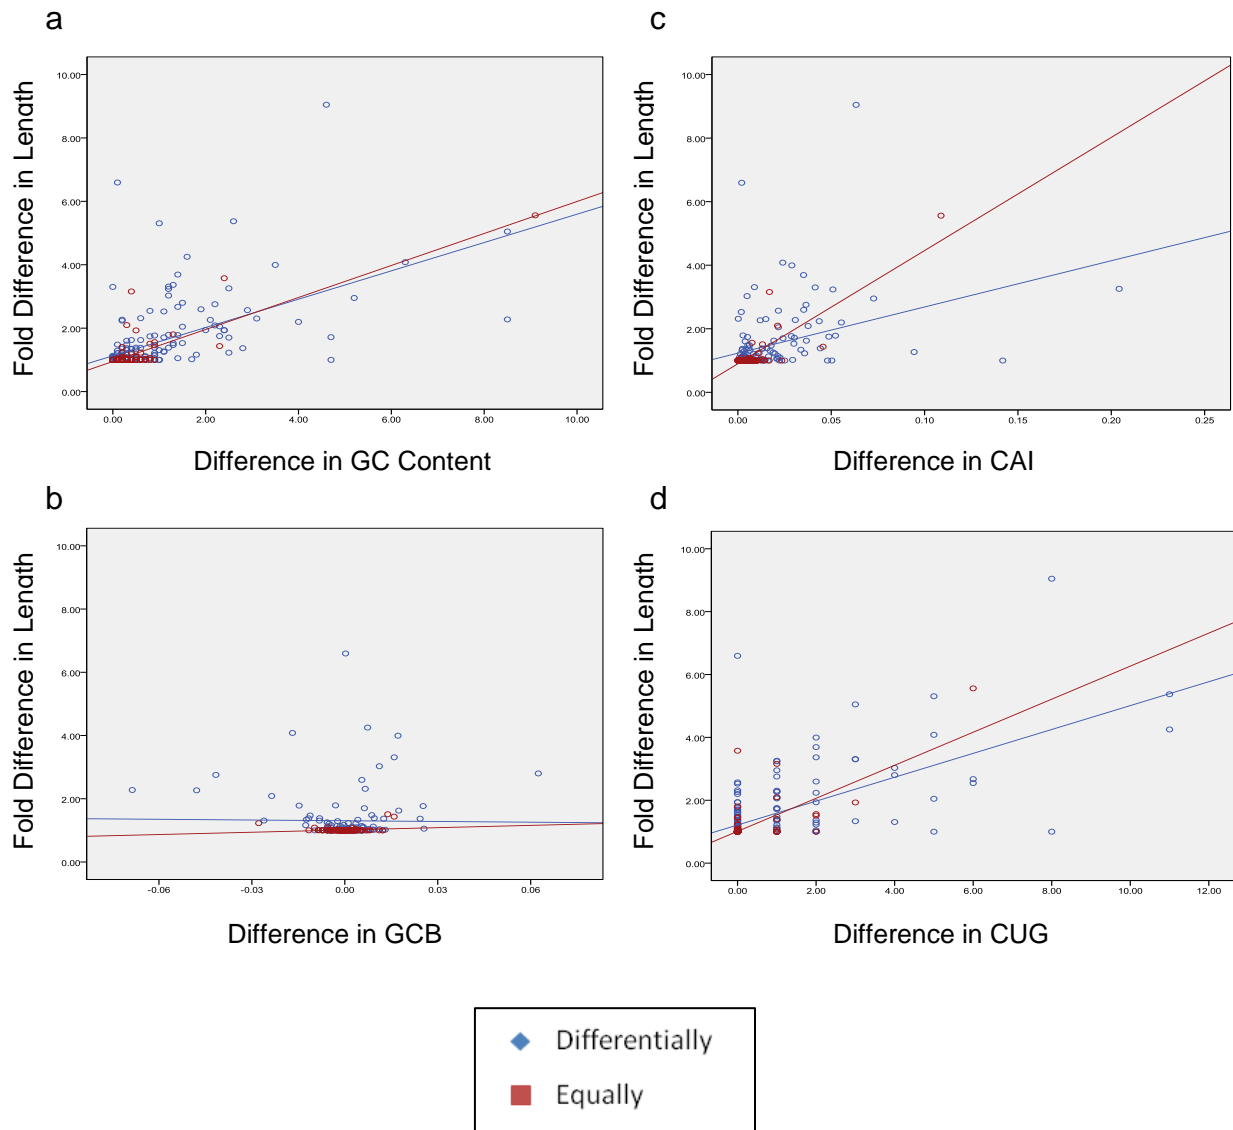 a
Fold Difference in Lenath
10.00
8.00
6.00
4.00
2.00
0.00
0.00 2.00 4.00 6.00 8.00 10.00
Difference in GC Content
c
Fold Difference in Lenath
10.00
8.00
6.00
4.00
2.00
0.00
0.00 0.05 0.10 0.15 0.20 0.25
Difference in CAI
b
Fold Difference in Lenath
10.00
8.00
6.00
4.00
2.00
0.00
-0.06 -0.03 0.00 0.03 0.06
Difference in GCB
d
Fold Difference in Lenath
10.00
8.00
6.00
4.00
2.00
0.00
0.00 2.00 4.00 6.00 8.00 10.00 12.00
Difference in CUG
Differentially
Equally